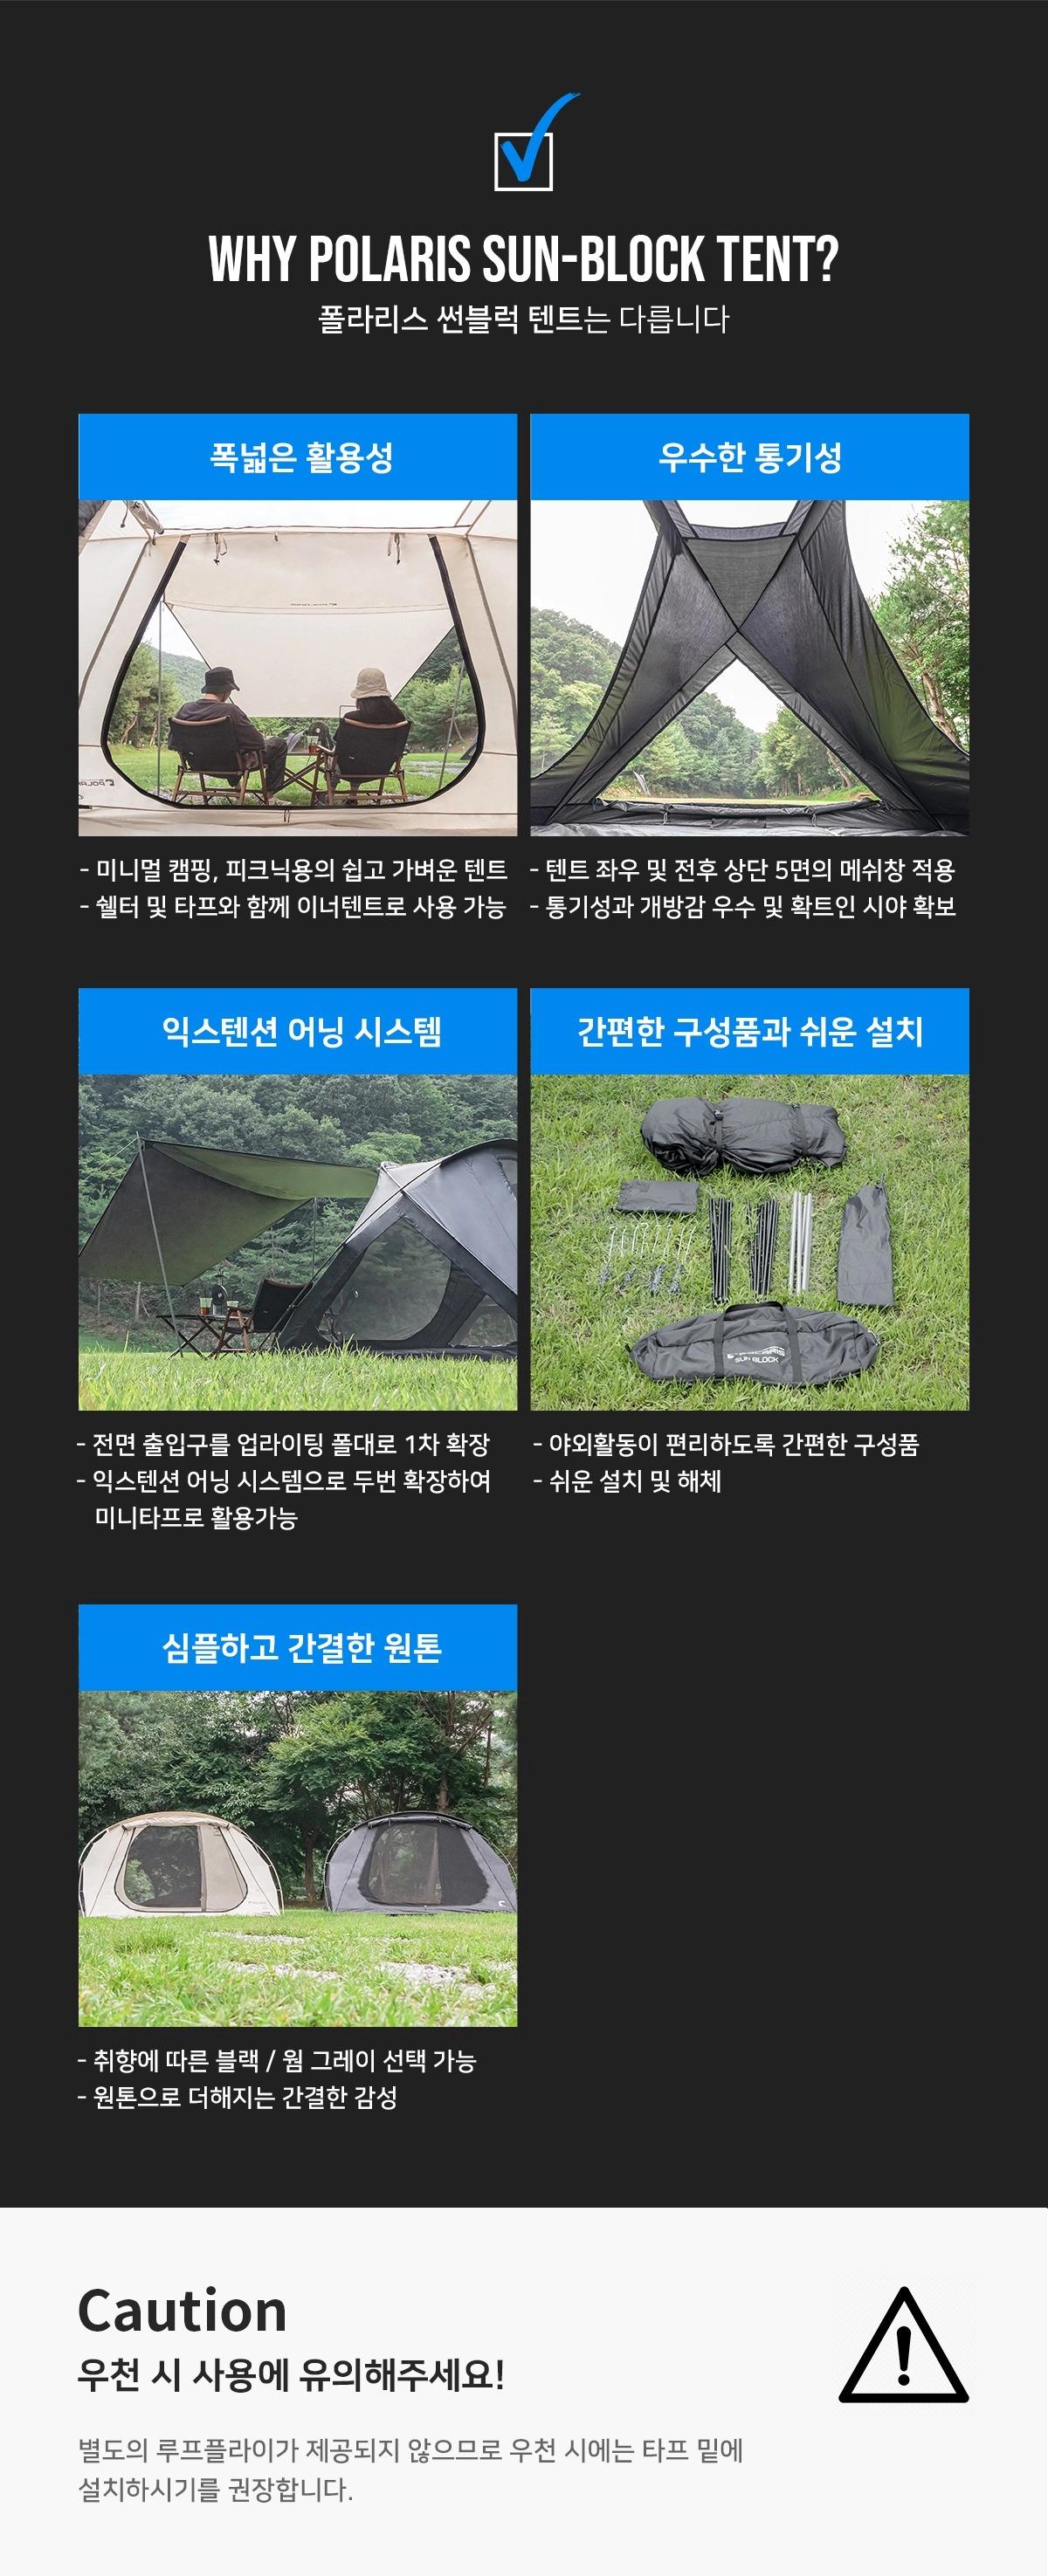 WHY POLARIS SUN-BLOCK TENT?
폴라리스 썬블럭 텐트는 다릅니다
폭넓은 활용성
- 미니멀 캠핑, 피크닉용의 쉽고 가벼운 텐트
- 쉘터 및 타프와 함께 이너텐트로 사용 가능
우수한 통기성
- 텐트 좌우 및 전후 상단 5면의 메쉬창 적용
- 통기성과 개방감 우수 및 확트인 시야 확보
익스텐션 어닝 시스템
- 전면 출입구를 업라이팅 폴대로 1차 확장
- 익스텐션 어닝 시스템으로 두번 확장하여
미니타프로 활용가능
간편한 구성품과 쉬운 설치
POLARIS
SUN BLOCK
- 야외활동이 편리하도록 간편한 구성품
- 쉬운 설치 및 해체
심플하고 간결한 원톤
- 취향에 따른 블랙 / 웜 그레이 선택 가능
- 원톤으로 더해지는 간결한 감성
Caution
우천 시 사용에 유의해주세요!
별도의 루프플라이가 제공되지 않으므로 우천 시에는 타프 밑에
설치하시기를 권장합니다.